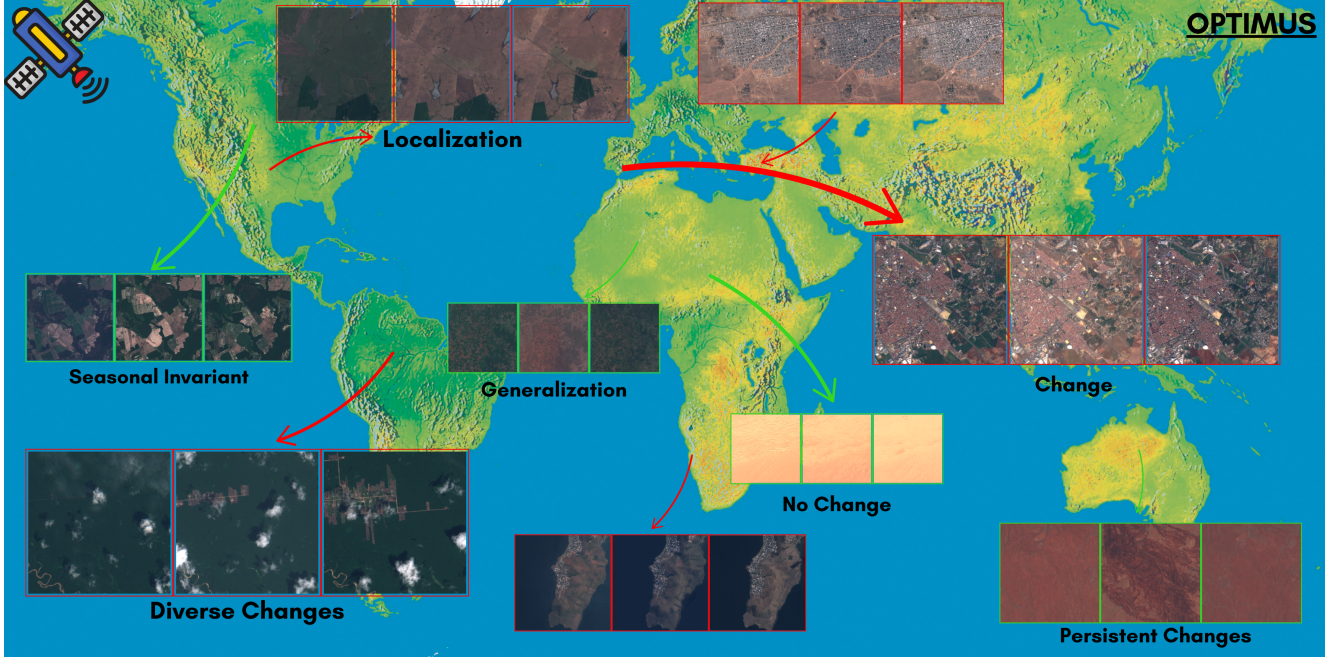 OPTIMUS
Localization
Seasonal Invariant
Generalization
Change
Diverse Changes
No Change
Persistent Changes